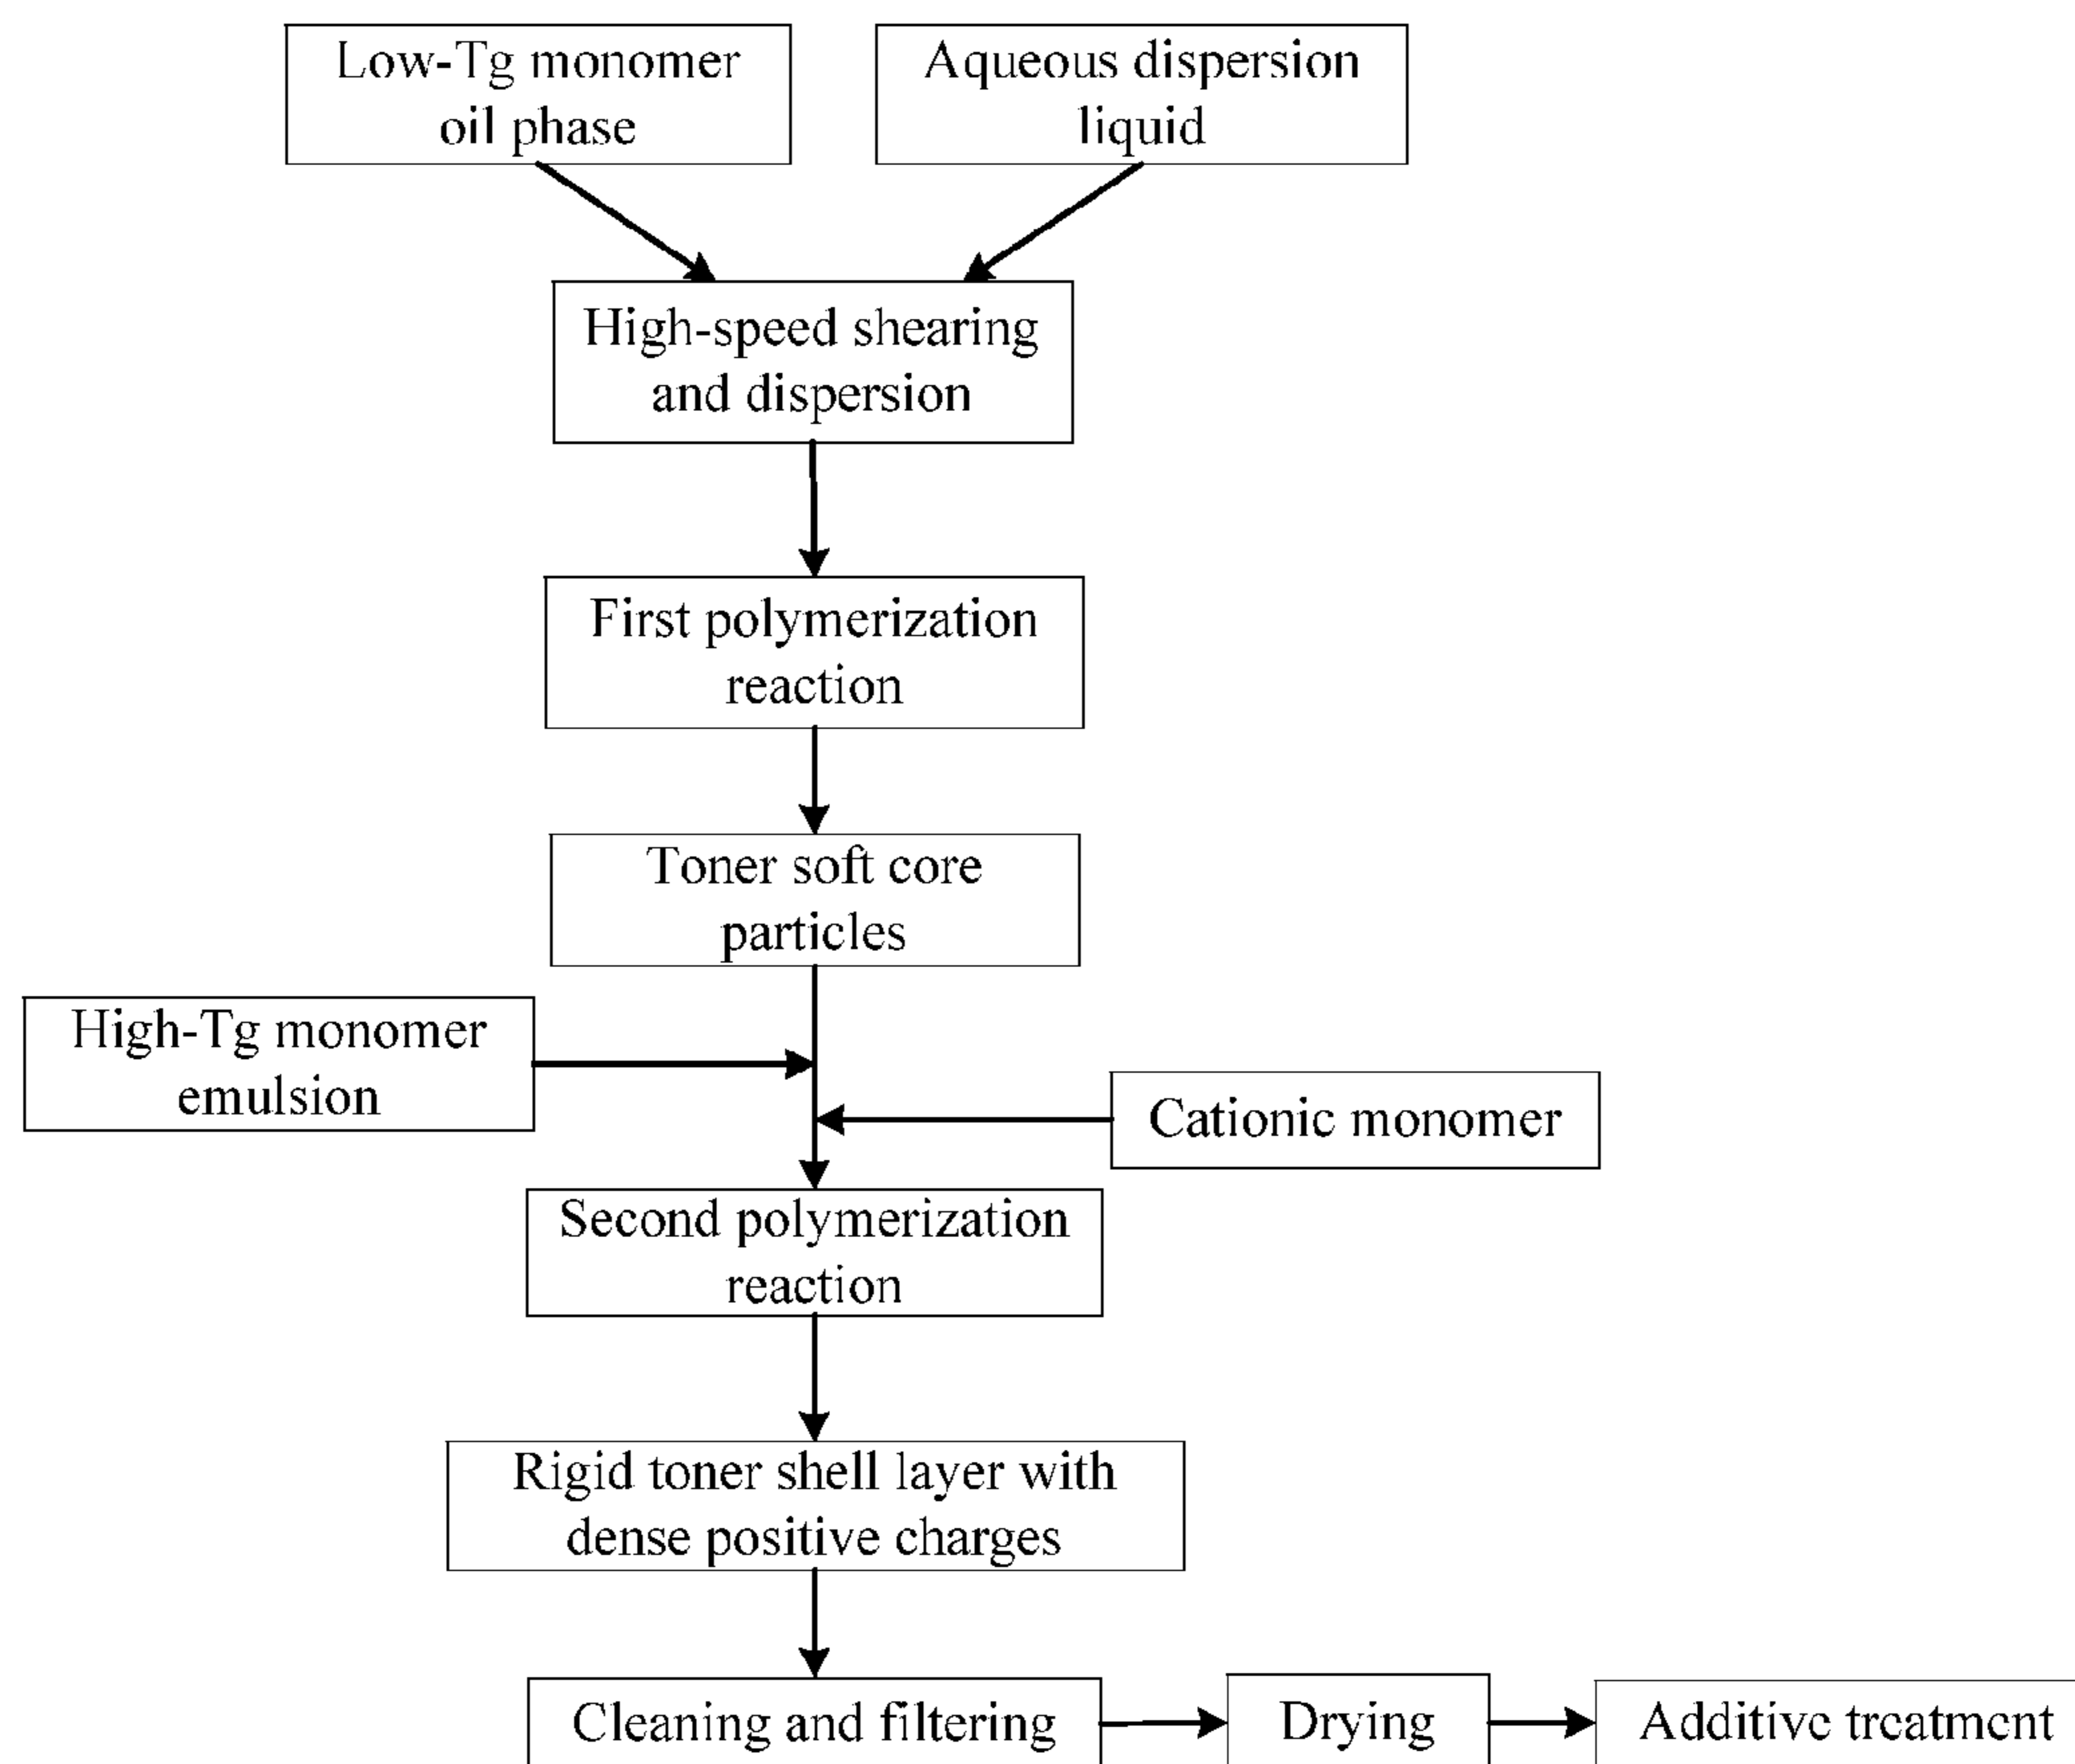 Low-Tg monomer
oil phase
Aqueous dispersion
liquid
High-speed shearing
and dispersion
First polymerization
reaction
Toner soft core
particles
High-Tg monomer
emulsion
Cationic monomer
Second polymerization
reaction
Rigid toner shell layer with
dense positive charges
Cleaning and filtering
Drying
Additive treatment